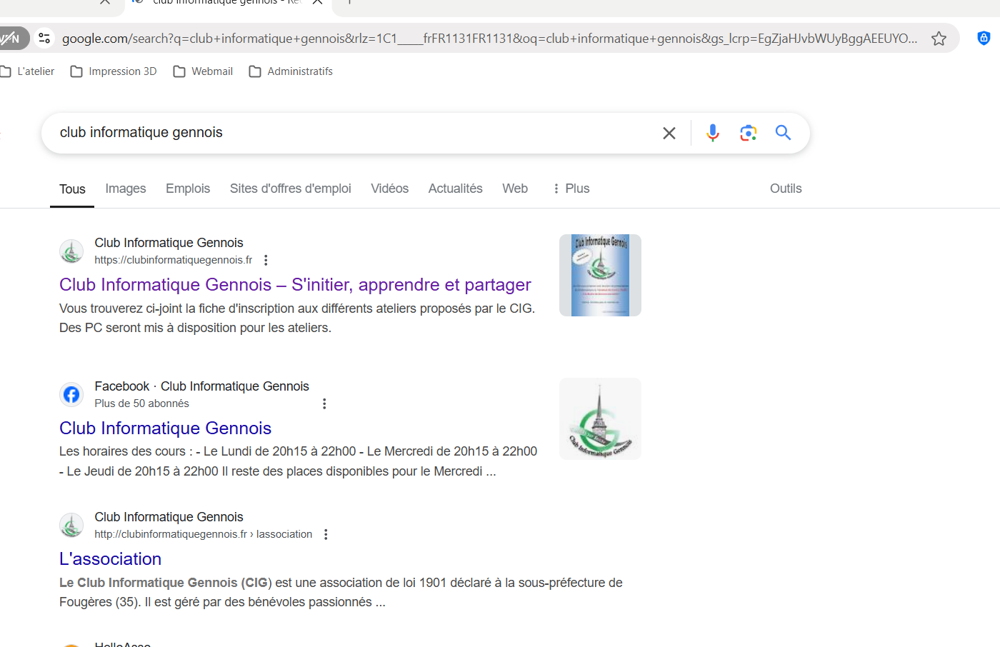 club informatique gennois
google.com/search?q=club+informatique+gennois&rlz=1C1____frFR1131FR1131&oq=club+informatique+gennois&gs_lcrp=EgZjaHJvbWUyBggAEEUYO...
L'atelier Impression 3D Webmail Administratifs
club informatique gennois
Tous Images Emplois Sites d'offres d'emploi Vidéos Actualités Web Plus Outils
Club Informatique Gennois
https://clubinformatiquegennois.fr
Club Informatique Gennois – S'initier, apprendre et partager
Vous trouverez ci-joint la fiche d'inscription aux différents ateliers proposés par le CIG.
Des PC seront mis à disposition pour les ateliers.
Club Informatique Gennois
Facebook · Club Informatique Gennois
Plus de 50 abonnés
Club Informatique Gennois
Les horaires des cours : - Le Lundi de 20h15 à 22h00 - Le Mercredi de 20h15 à 22h00
- Le Jeudi de 20h15 à 22h00 Il reste des places disponibles pour le Mercredi ...
Club Informatique Gennois
Club Informatique Gennois
http://clubinformatiquegennois.fr › lassociation
L'association
Le Club Informatique Gennois (CIG) est une association de loi 1901 déclaré à la sous-préfecture de
Fougères (35). Il est géré par des bénévoles passionnés ...
HelloAsso